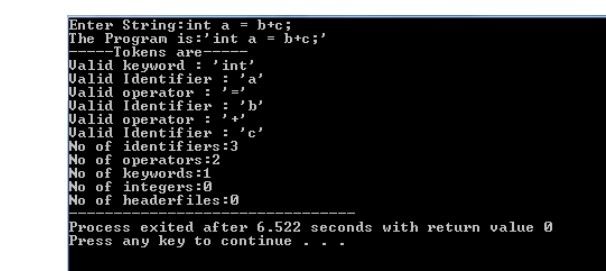 Enter String:int a = b+c;
The Program is:'int a = b+c;'
-----Tokens are-----
Valid keyword : 'int'
Valid Identifier : 'a'
Valid operator : '='
Valid Identifier : 'b'
Valid operator : '+'
Valid Identifier : 'c'
No of identifiers:3
No of operators:2
No of keywords:1
No of integers:0
No of headerfiles:0
--------------------------------
Process exited after 6.522 seconds with return value 0
Press any key to continue . . .